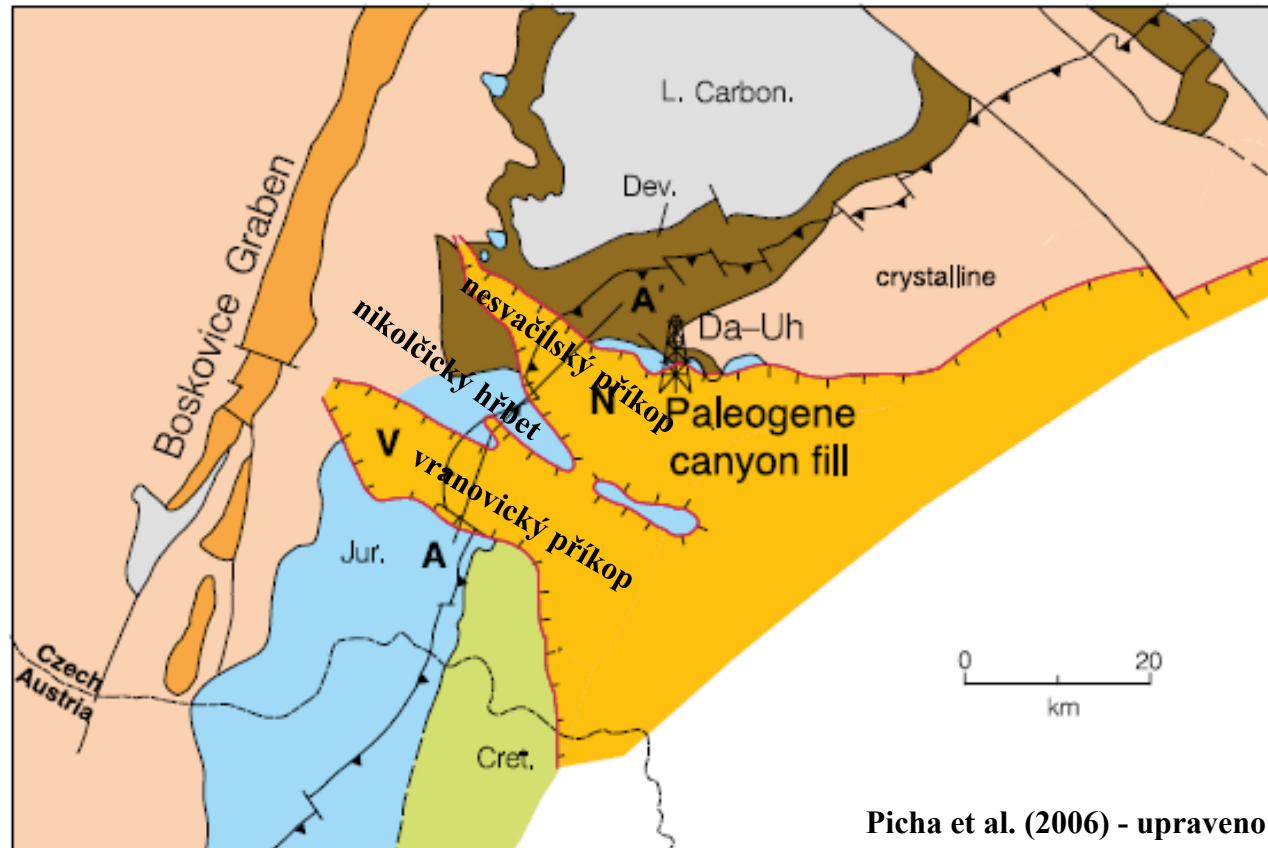 L. Carbon.
Dev.
Boskovice Graben
crystalline
A'
nesvačilský příkop
nikolčický hřbet
Da–Uh
N
Paleogene
canyon fill
V
vranovický příkop
Jur.
A
Czech
Austria
0 20
km
Cret.
Picha et al. (2006) - upraveno